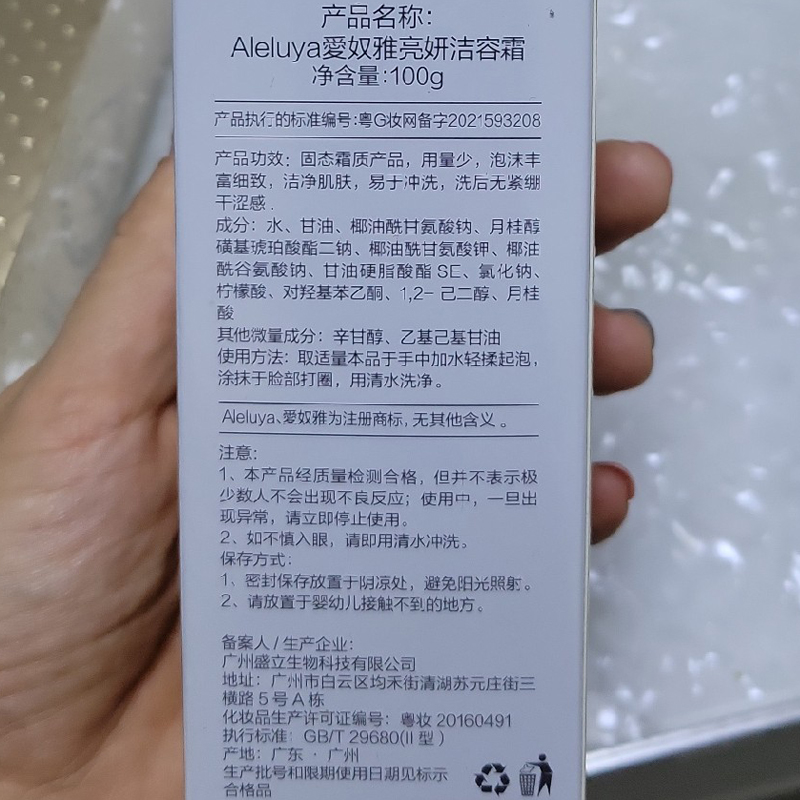 产品名称：
Aleluya愛奴雅亮妍洁容霜
净含量：100g
产品执行的标准编号：粤G妆网备字2021593208
产品功效：固态霜质产品，用量少，泡沫丰
富细致，洁净肌肤，易于冲洗，洗后无紧绷
干涩感.
成分：水、甘油、椰油酰甘氨酸钠、月桂醇
磺基琥珀酸酯二钠、椰油酰甘氨酸钾、椰油
酰谷氨酸钠、甘油硬脂酸酯 SE、氯化钠、
柠檬酸、对羟基苯乙酮、1,2- 己二醇、月桂
酸
其他微量成分：辛甘醇、乙基己基甘油
使用方法：取适量本品于手中加水轻揉起泡，
涂抹于脸部打圈，用清水洗净。
Aleluya、愛奴雅为注册商标，无其他含义。
注意：
1、本产品经质量检测合格，但并不表示极
少数人不会出现不良反应；使用中，一旦出
现异常，请立即停止使用。
2、如不慎入眼，请即用清水冲洗。
保存方式：
1、密封保存放置于阴凉处，避免阳光照射。
2、请放置于婴幼儿接触不到的地方。
备案人 / 生产企业：
广州盛立生物科技有限公司
地址：广州市白云区均禾街清湖苏元庄街三
横路 5 号 A 栋
化妆品生产许可证编号：粤妆 20160491
执行标准：GB/T 29680(II 型 )
产地：广东 · 广州
生产批号和限期使用日期见标示
合格品